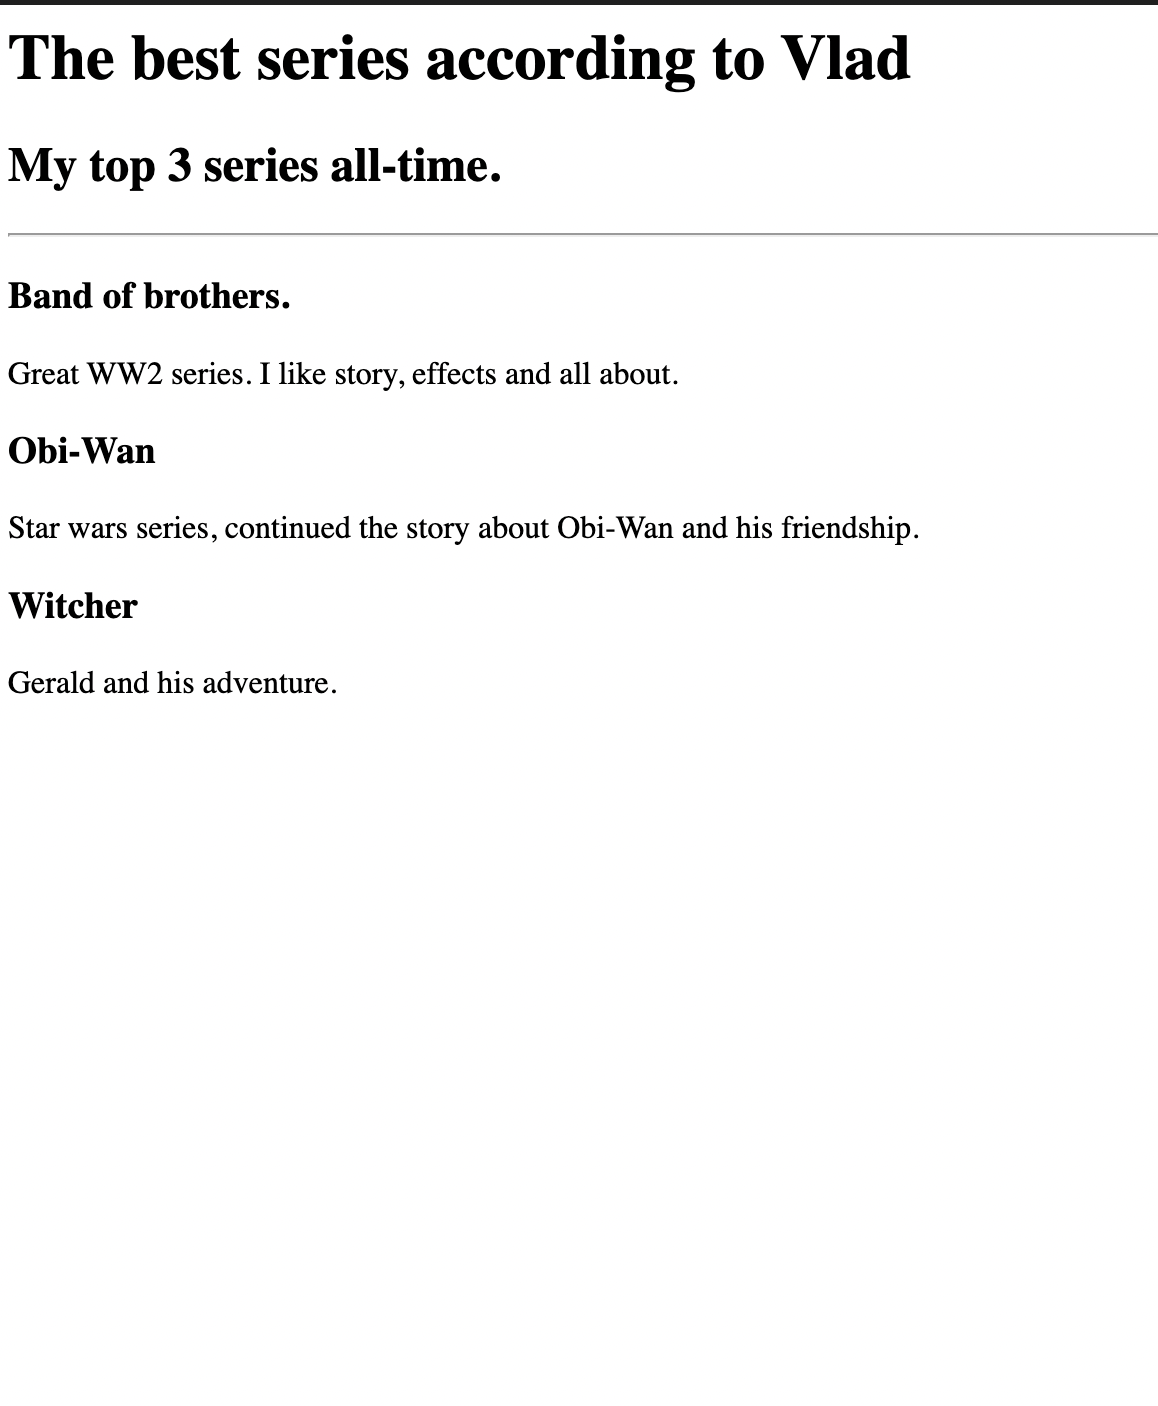 The best series according to Vlad
My top 3 series all-time.
Band of brothers.
Great WW2 series. I like story, effects and all about.
Obi-Wan
Star wars series, continued the story about Obi-Wan and his friendship.
Witcher
Gerald and his adventure.